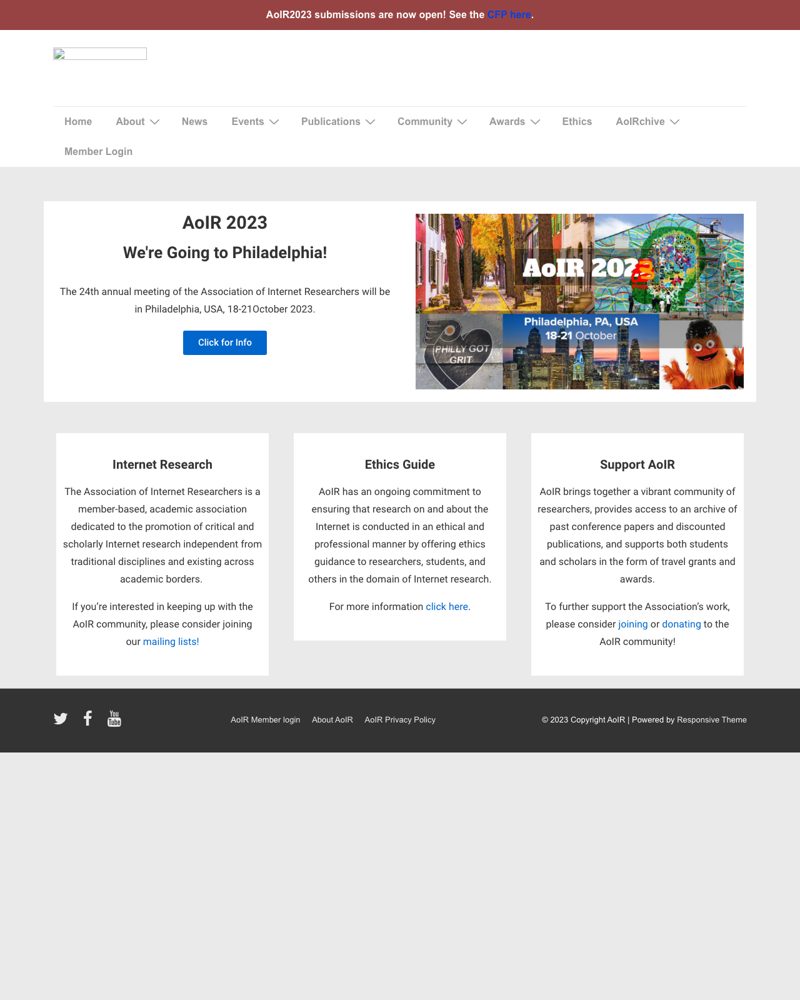 AoIR2023 submissions are now open! See the CFP here.
Home About News Events Publications Community Awards Ethics AoIRchive
Member Login
AoIR 2023
We're Going to Philadelphia!
The 24th annual meeting of the Association of Internet Researchers will be
in Philadelphia, USA, 18-21October 2023.
Click for Info
AoIR 2023
Philadelphia, PA, USA
18-21 October
PHILLY GOT
GRIT
Internet Research
The Association of Internet Researchers is a
member-based, academic association
dedicated to the promotion of critical and
scholarly Internet research independent from
traditional disciplines and existing across
academic borders.
If you’re interested in keeping up with the
AoIR community, please consider joining
our mailing lists!
Ethics Guide
AoIR has an ongoing commitment to
ensuring that research on and about the
Internet is conducted in an ethical and
professional manner by offering ethics
guidance to researchers, students, and
others in the domain of Internet research.
For more information click here.
Support AoIR
AoIR brings together a vibrant community of
researchers, provides access to an archive of
past conference papers and discounted
publications, and supports both students
and scholars in the form of travel grants and
awards.
To further support the Association’s work,
please consider joining or donating to the
AoIR community!
You
Tube
AoIR Member login About AoIR AoIR Privacy Policy
© 2023 Copyright AoIR | Powered by Responsive Theme